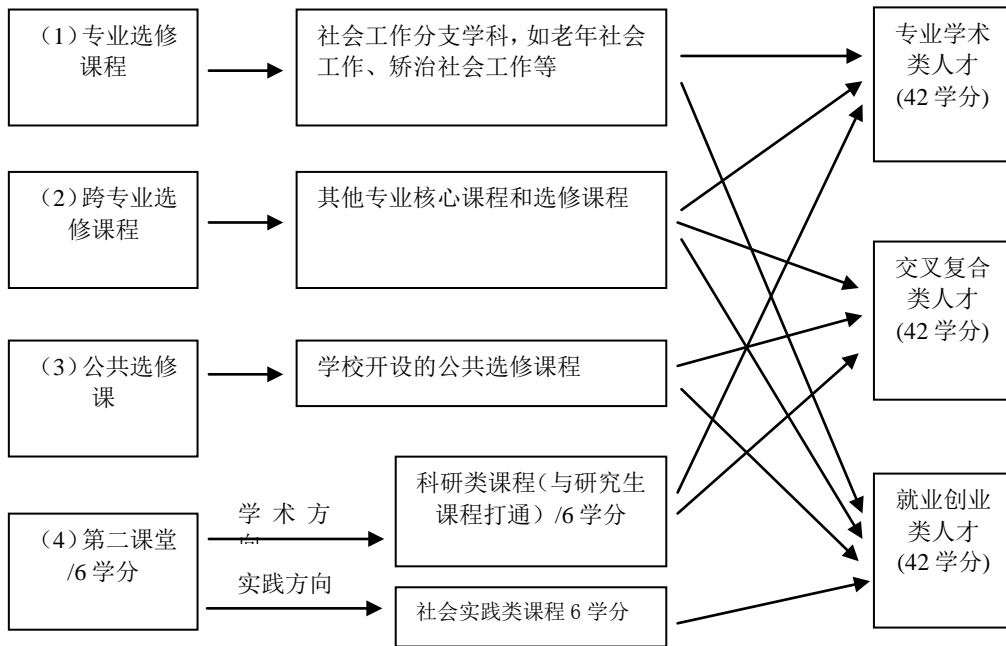 （1）专业选修
课程
社会工作分支学科，如老年社会
工作、矫治社会工作等
专业学术
类人才
(42 学分)
（2）跨专业选
修课程
其他专业核心课程和选修课程
交叉复合
类人才
(42 学分)
（3）公共选修
课
学校开设的公共选修课程
（4）第二课堂
/6 学分
学 术 方
向
科研类课程（与研究生
课程打通）/6 学分
实践方向
社会实践类课程 6 学分
就业创业
类人才
(42 学分)